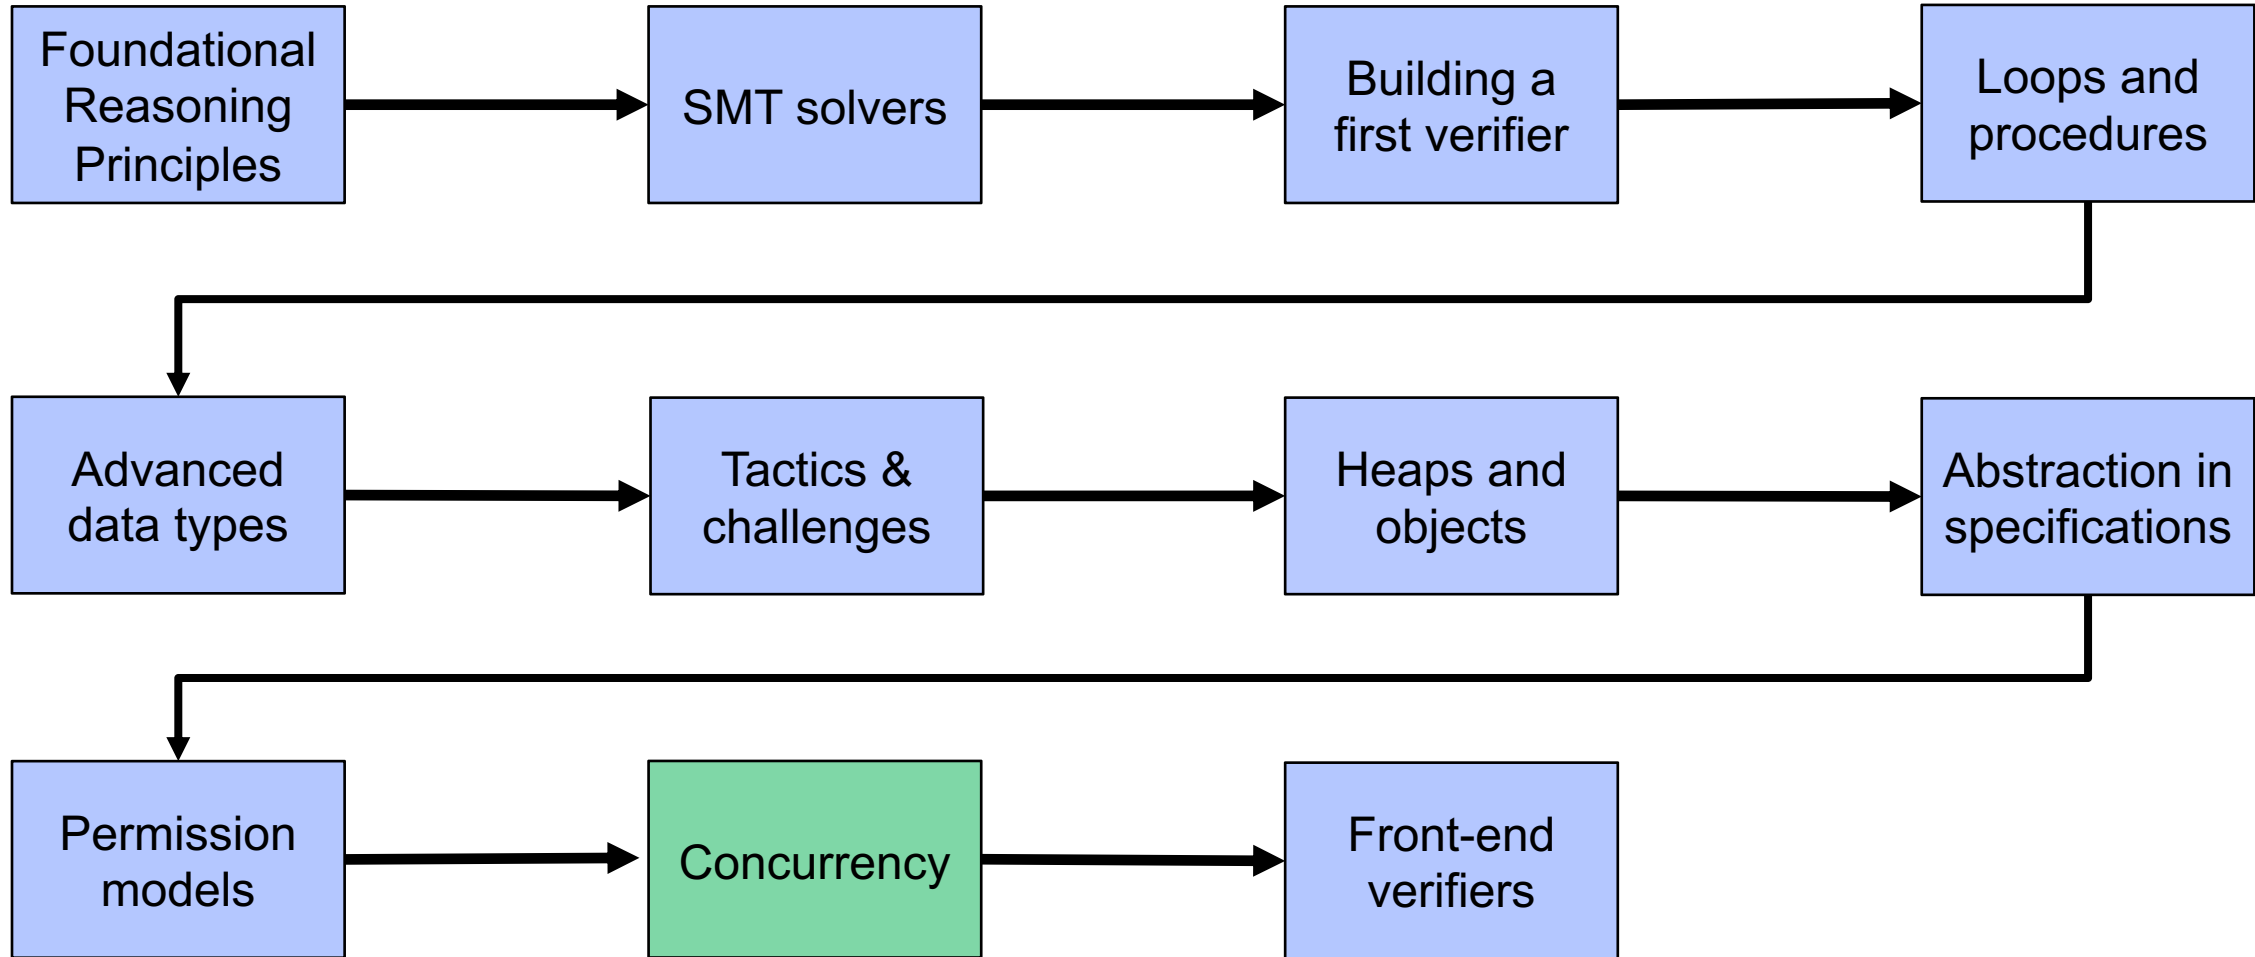 Foundational
Reasoning
Principles
SMT solvers
Building a
first verifier
Loops and
procedures
Advanced
data types
Tactics &
challenges
Heaps and
objects
Abstraction in
specifications
Permission
models
Concurrency
Front-end
verifiers